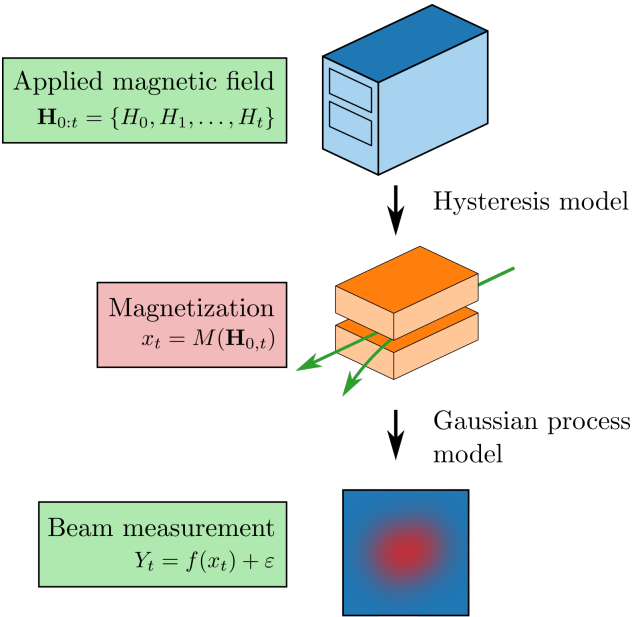 Applied magnetic field
𝐇₀:ₜ = {H₀, H₁, . . . , Hₜ}
Hysteresis model
Magnetization
xₜ = M(𝐇₀,ₜ)
Gaussian process
model
Beam measurement
Yₜ = f(xₜ) + ε